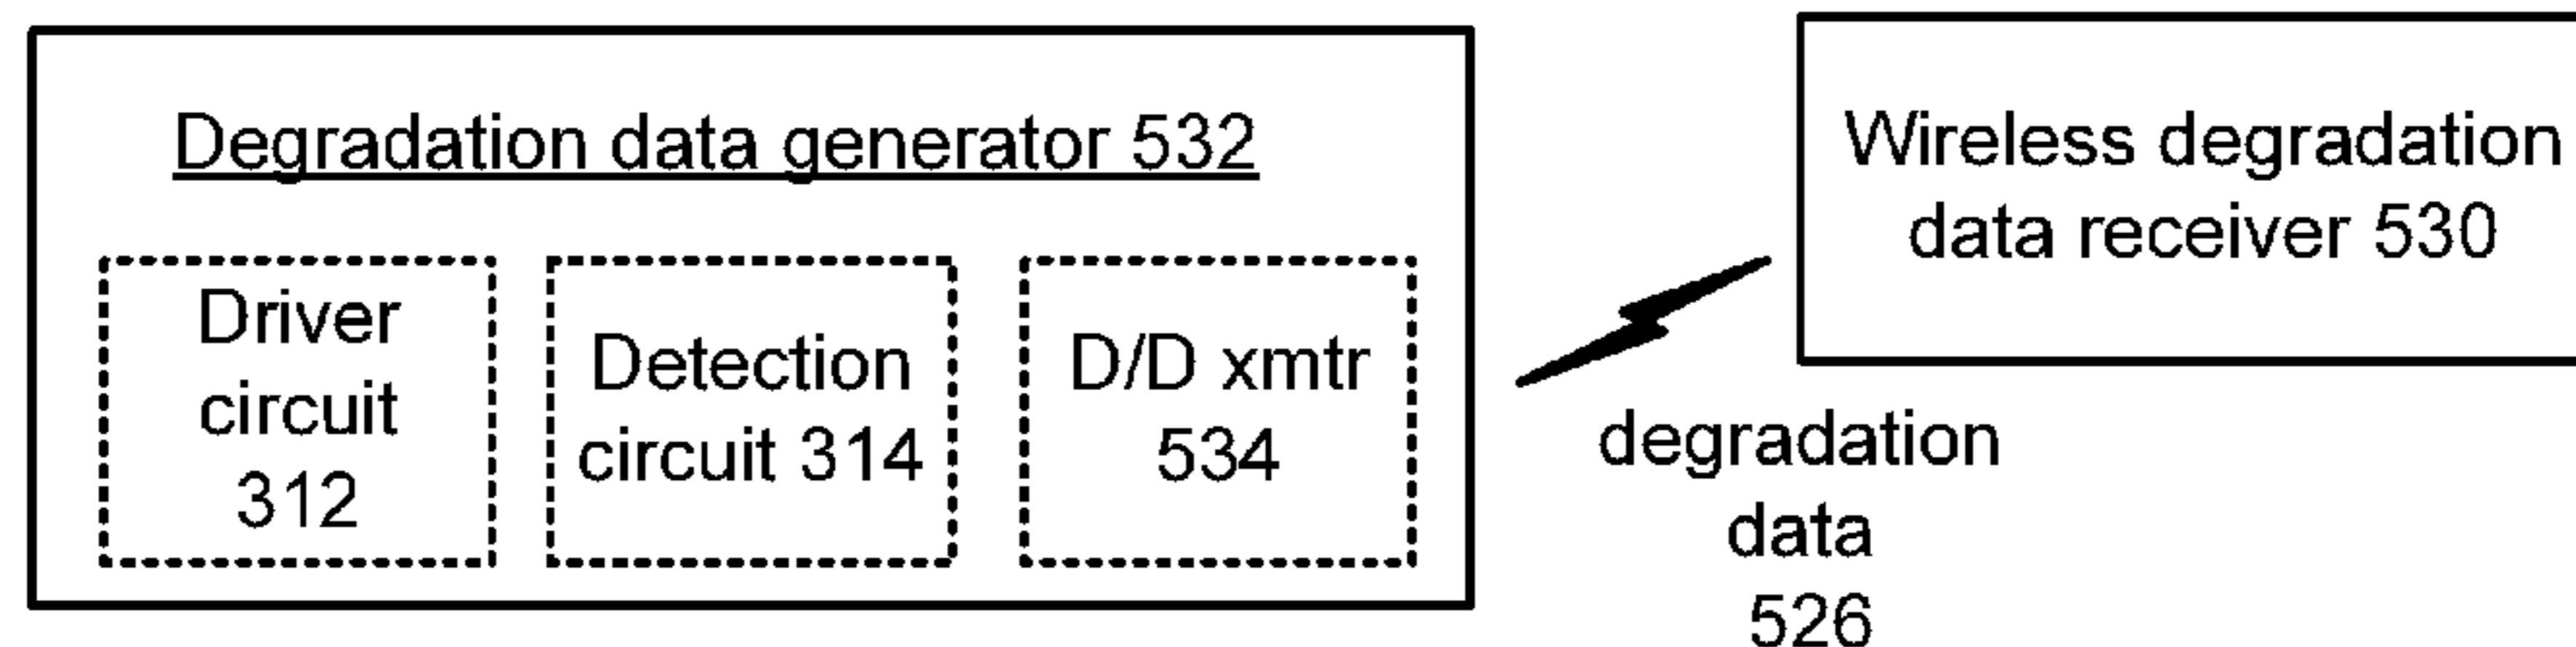 Degradation data generator 532
Driver
circuit
312
Detection
circuit 314
D/D xmtr
534
Wireless degradation
data receiver 530
degradation
data
526